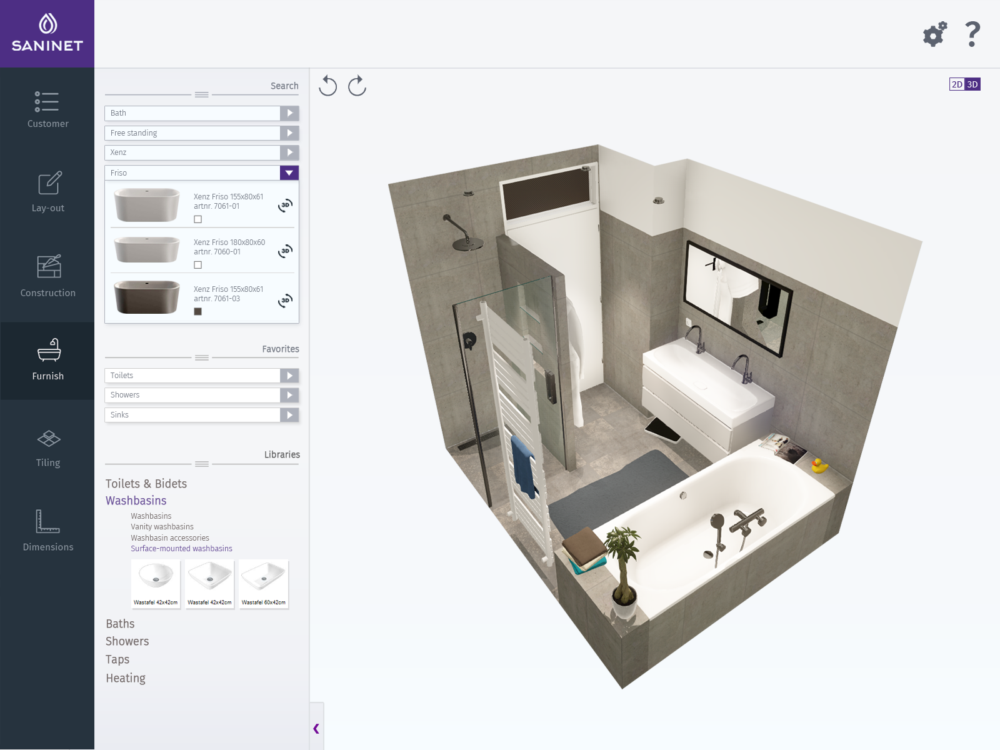 SANINET
?
Customer
Lay-out
Construction
Furnish
Tiling
Dimensions
Search
Bath
Free standing
Xenz
Friso
Xenz Friso 155x80x61
artnr. 7061-01
3D
Xenz Friso 180x80x60
artnr. 7060-01
3D
Xenz Friso 155x80x61
artnr. 7061-03
3D
Favorites
Toilets
Showers
Sinks
Libraries
Toilets & Bidets
Washbasins
Washbasins
Vanity washbasins
Washbasin accessories
Surface-mounted washbasins
Wastafel 42x42cm
Wastafel 42x42cm
Wastafel 60x42cm
Baths
Showers
Taps
Heating
2D 3D